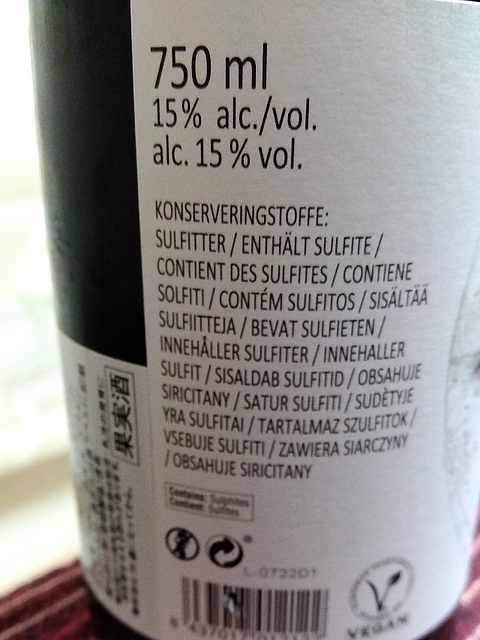 750 ml
15% alc./vol.
alc. 15 % vol.
KONSERVERINGSTOFFE:
SULFITTER / ENTHÄLT SULFITE /
CONTIENT DES SULFITES / CONTIENE
SOLFITI / CONTÉM SULFITOS / SISÄLTÄÄ
SULFIITTEJA / BEVAT SULFIETEN /
INNEHÅLLER SULFITER / INNEHALLER
SULFIT / SISALDAB SULFITID / OBSAHUJE
SIRICITANY / SATUR SULFITI / SUDĖTYJE
YRA SULFITAI / TARTALMAZ SZULFITOK /
VSEBUJE SULFITI / ZAWIERA SIARCZYNY
/ OBSAHUJE SIRICITANY
Contains: Sulphites
Contient: Sulfites
果実酒
L-072201
VEGAN